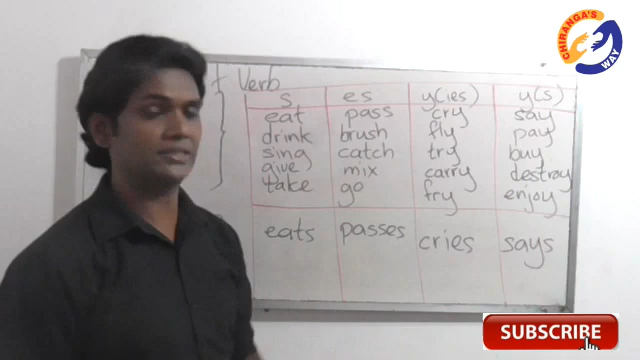 CHIRANGA'S
WAY
+ Verb
s es y(ies) y(s)
eat pass cry say
drink brush fly pay
sing catch try buy
give mix carry destroy
take go fry enjoy
eats passes cries says
SUBSCRIBE